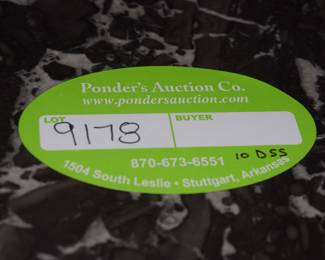 Ponder's Auction Co.
www.pondersauction.com
LOT BUYER
9178
870-673-6551 10 DSS
1504 South Leslie • Stuttgart, Arkansas